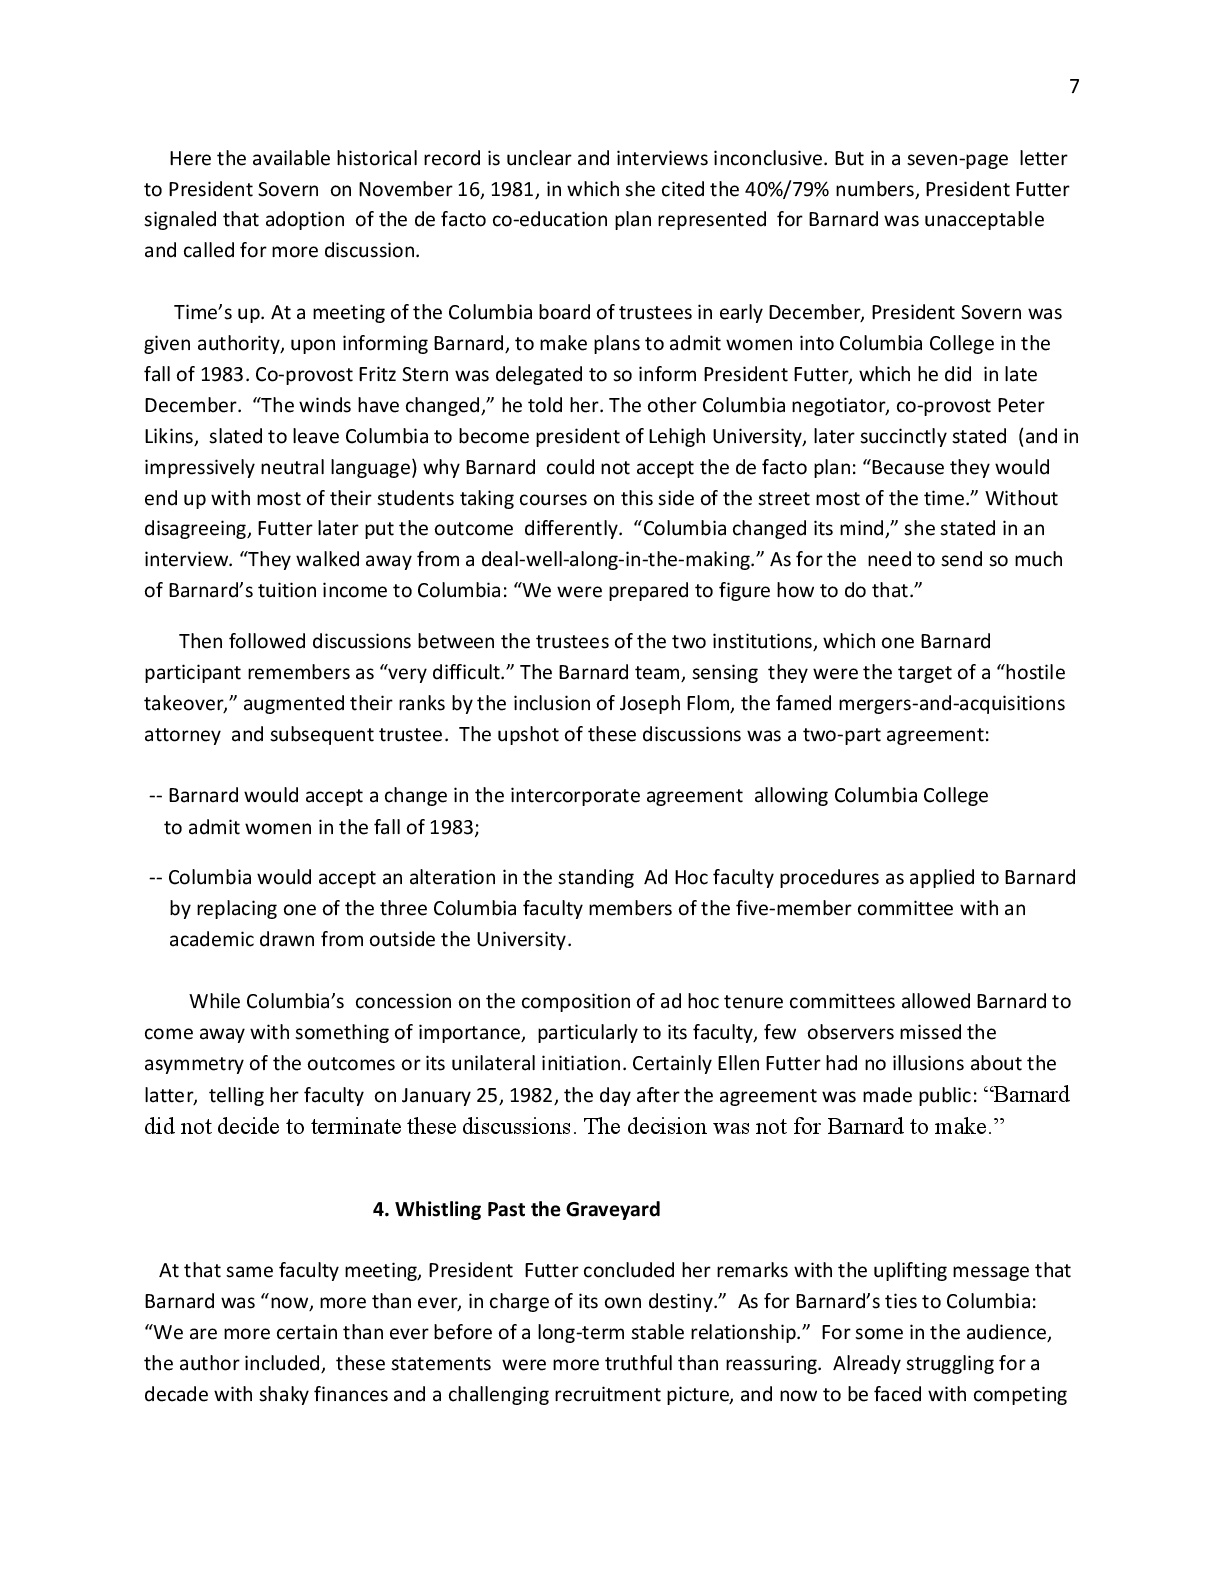 7
Here the available historical record is unclear and interviews inconclusive. But in a seven-page letter
to President Sovern on November 16, 1981, in which she cited the 40%/79% numbers, President Futter
signaled that adoption of the de facto co-education plan represented for Barnard was unacceptable
and called for more discussion.
Time’s up. At a meeting of the Columbia board of trustees in early December, President Sovern was
given authority, upon informing Barnard, to make plans to admit women into Columbia College in the
fall of 1983. Co-provost Fritz Stern was delegated to so inform President Futter, which he did in late
December. “The winds have changed,” he told her. The other Columbia negotiator, co-provost Peter
Likins, slated to leave Columbia to become president of Lehigh University, later succinctly stated (and in
impressively neutral language) why Barnard could not accept the de facto plan: “Because they would
end up with most of their students taking courses on this side of the street most of the time.” Without
disagreeing, Futter later put the outcome differently. “Columbia changed its mind,” she stated in an
interview. “They walked away from a deal-well-along-in-the-making.” As for the need to send so much
of Barnard’s tuition income to Columbia: “We were prepared to figure how to do that.”
Then followed discussions between the trustees of the two institutions, which one Barnard
participant remembers as “very difficult.” The Barnard team, sensing they were the target of a “hostile
takeover,” augmented their ranks by the inclusion of Joseph Flom, the famed mergers-and-acquisitions
attorney and subsequent trustee. The upshot of these discussions was a two-part agreement:
-- Barnard would accept a change in the intercorporate agreement allowing Columbia College
to admit women in the fall of 1983;
-- Columbia would accept an alteration in the standing Ad Hoc faculty procedures as applied to Barnard
by replacing one of the three Columbia faculty members of the five-member committee with an
academic drawn from outside the University.
While Columbia’s concession on the composition of ad hoc tenure committees allowed Barnard to
come away with something of importance, particularly to its faculty, few observers missed the
asymmetry of the outcomes or its unilateral initiation. Certainly Ellen Futter had no illusions about the
latter, telling her faculty on January 25, 1982, the day after the agreement was made public: “Barnard
did not decide to terminate these discussions. The decision was not for Barnard to make.”
4. Whistling Past the Graveyard
At that same faculty meeting, President Futter concluded her remarks with the uplifting message that
Barnard was “now, more than ever, in charge of its own destiny.” As for Barnard’s ties to Columbia:
“We are more certain than ever before of a long-term stable relationship.” For some in the audience,
the author included, these statements were more truthful than reassuring. Already struggling for a
decade with shaky finances and a challenging recruitment picture, and now to be faced with competing